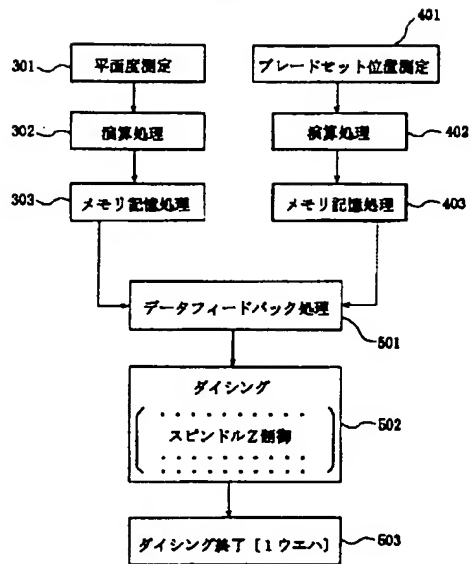 401
301
平面度測定
ブレードセット位置測定
302
演算処理
演算処理
402
303
メモリ記憶処理
メモリ記憶処理
403
データフィードバック処理
501
ダイシング
スピンドルZ制御
502
ダイシング終了〔1ウエハ〕
503